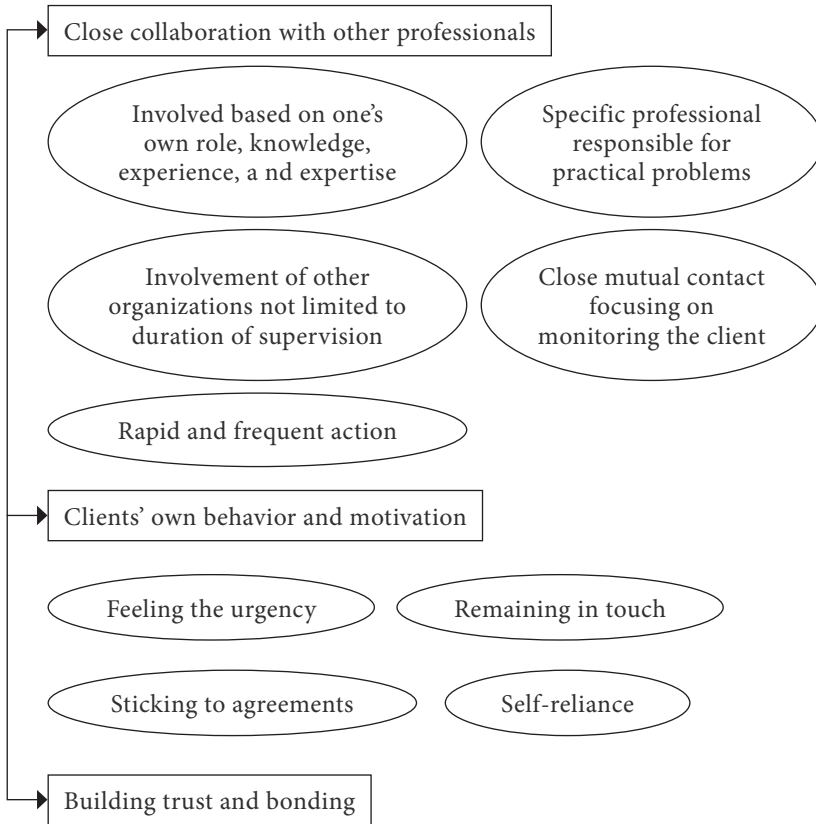 Close collaboration with other professionals
Involved based on one's
own role, knowledge,
experience, a nd expertise
Specific professional
responsible for
practical problems
Involvement of other
organizations not limited to
duration of supervision
Close mutual contact
focusing on
monitoring the client
Rapid and frequent action
Clients' own behavior and motivation
Feeling the urgency
Remaining in touch
Sticking to agreements
Self-reliance
Building trust and bonding